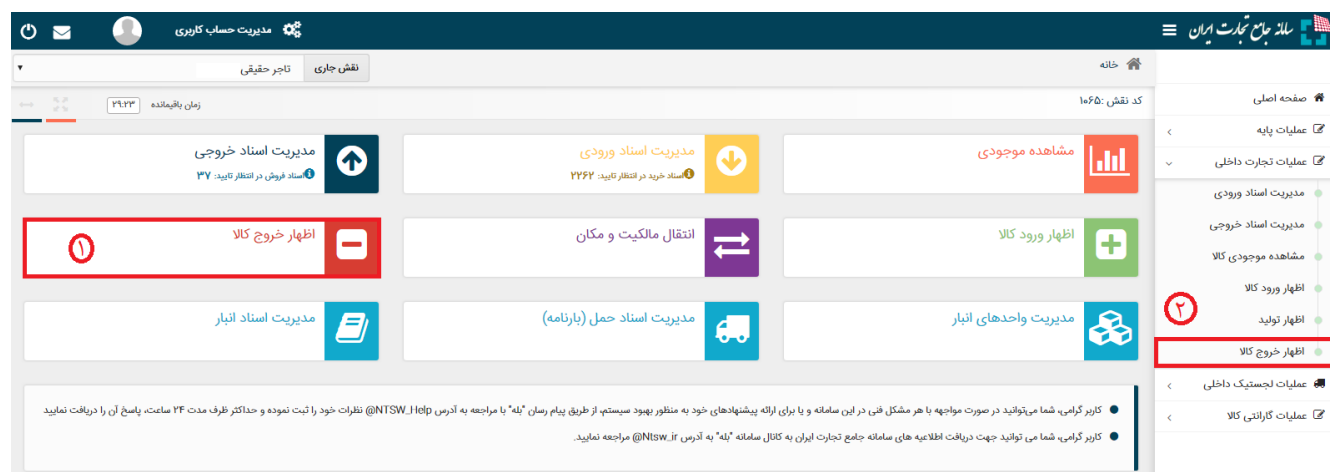 سامانه جامع تجارت ایران
مدیریت حساب کاربری
خانه
نقش جاری
تاجر حقیقی
کد نقش :۱۰۶۵
زمان باقیمانده ۲۹:۲۳
صفحه اصلی
عملیات پایه
عملیات تجارت داخلی
مدیریت اسناد ورودی
مدیریت اسناد خروجی
مشاهده موجودی کالا
اظهار ورود کالا
اظهار تولید
۲
اظهار خروج کالا
عملیات لجستیک داخلی
عملیات گارانتی کالا
مشاهده موجودی
مدیریت اسناد ورودی
اسناد خرید در انتظار تایید: ۲۲۶۲
مدیریت اسناد خروجی
اسناد فروش در انتظار تایید: ۳۷
اظهار ورود کالا
انتقال مالکیت و مکان
اظهار خروج کالا
۱
مدیریت واحدهای انبار
مدیریت اسناد حمل (بارنامه)
مدیریت اسناد انبار
کاربر گرامی، شما می‌توانید در صورت مواجهه با هر مشکل فنی در این سامانه و یا برای ارائه پیشنهادهای خود به منظور بهبود سیستم، از طریق پیام رسان "بله" با مراجعه به آدرس NTSW_Help@ نظرات خود را ثبت نموده و حداکثر ظرف مدت ۲۴ ساعت، پاسخ آن را دریافت نمایید
کاربر گرامی، شما می توانید جهت دریافت اطلاعیه های سامانه جامع تجارت ایران به کانال سامانه "بله" به آدرس Ntsw_ir@ مراجعه نمایید.